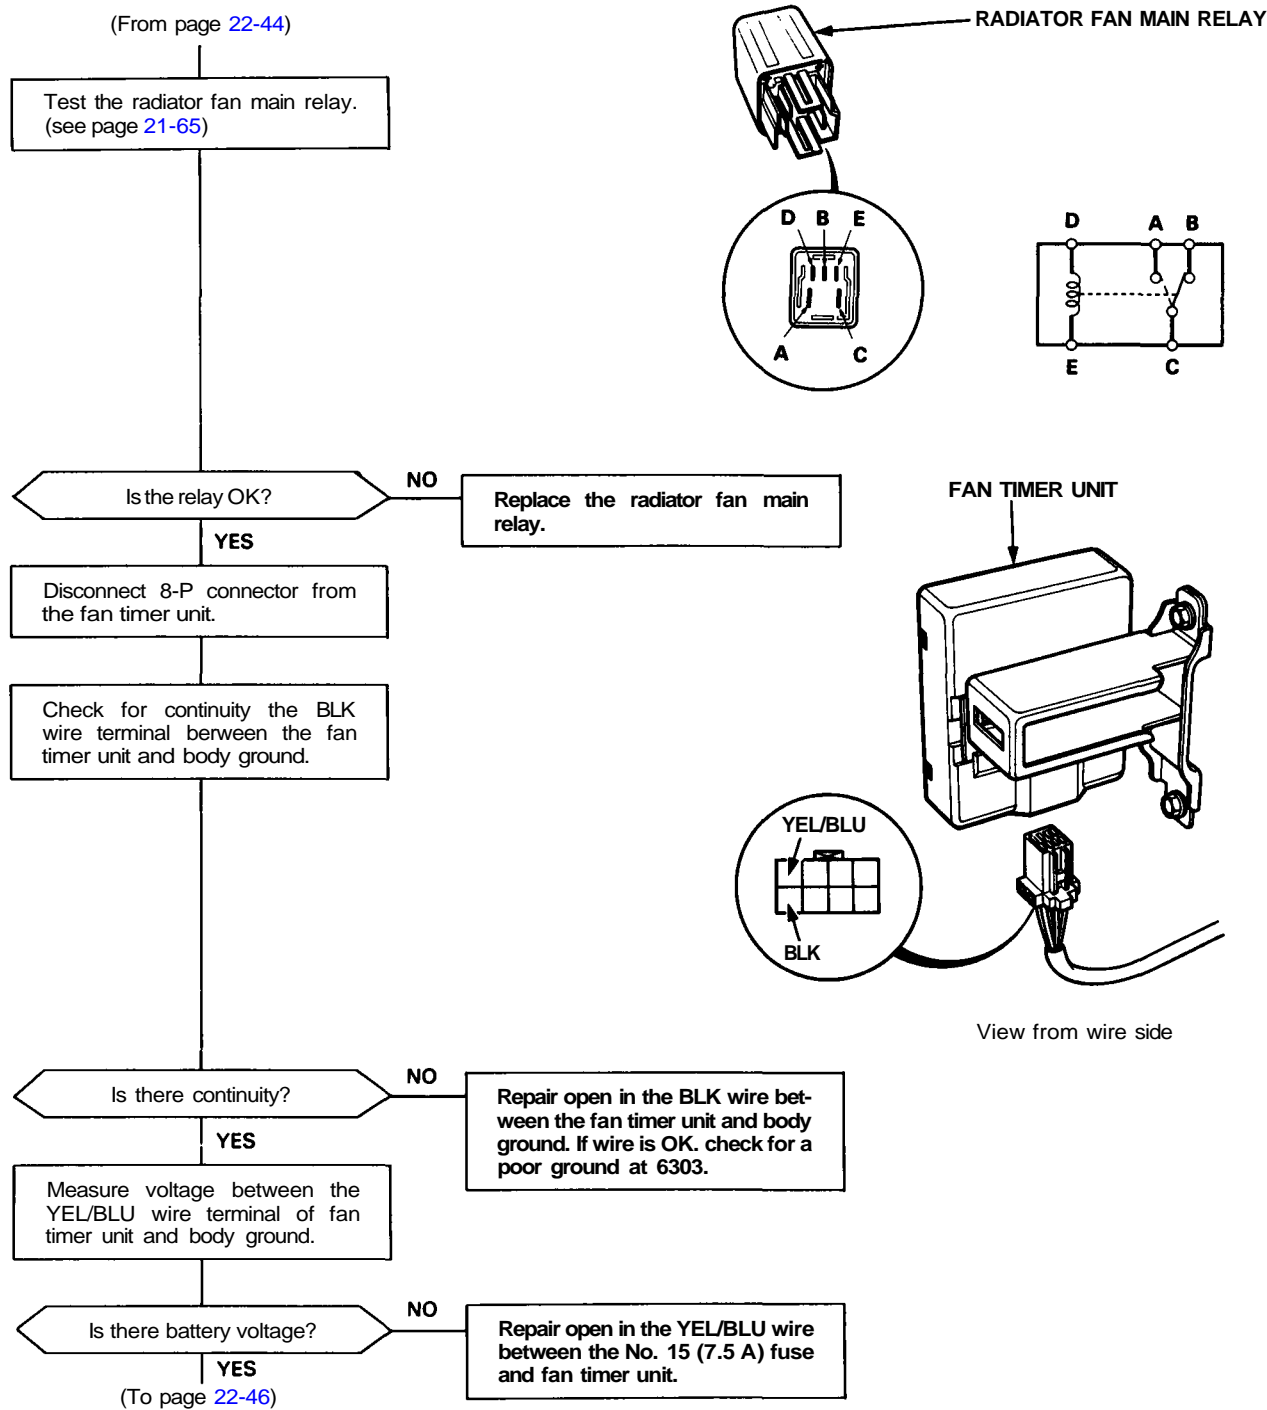 (From page 22-44)
Test the radiator fan main relay.
(see page 21-65)
RADIATOR FAN MAIN RELAY
D B E
A C
D A B
E C
Is the relay OK?
NO
Replace the radiator fan main
relay.
YES
Disconnect 8-P connector from
the fan timer unit.
Check for continuity the BLK
wire terminal berween the fan
timer unit and body ground.
FAN TIMER UNIT
YEL/BLU
BLK
View from wire side
Is there continuity?
NO
Repair open in the BLK wire bet-
ween the fan timer unit and body
ground. If wire is OK. check for a
poor ground at 6303.
YES
Measure voltage between the
YEL/BLU wire terminal of fan
timer unit and body ground.
Is there battery voltage?
NO
Repair open in the YEL/BLU wire
between the No. 15 (7.5 A) fuse
and fan timer unit.
YES
(To page 22-46)